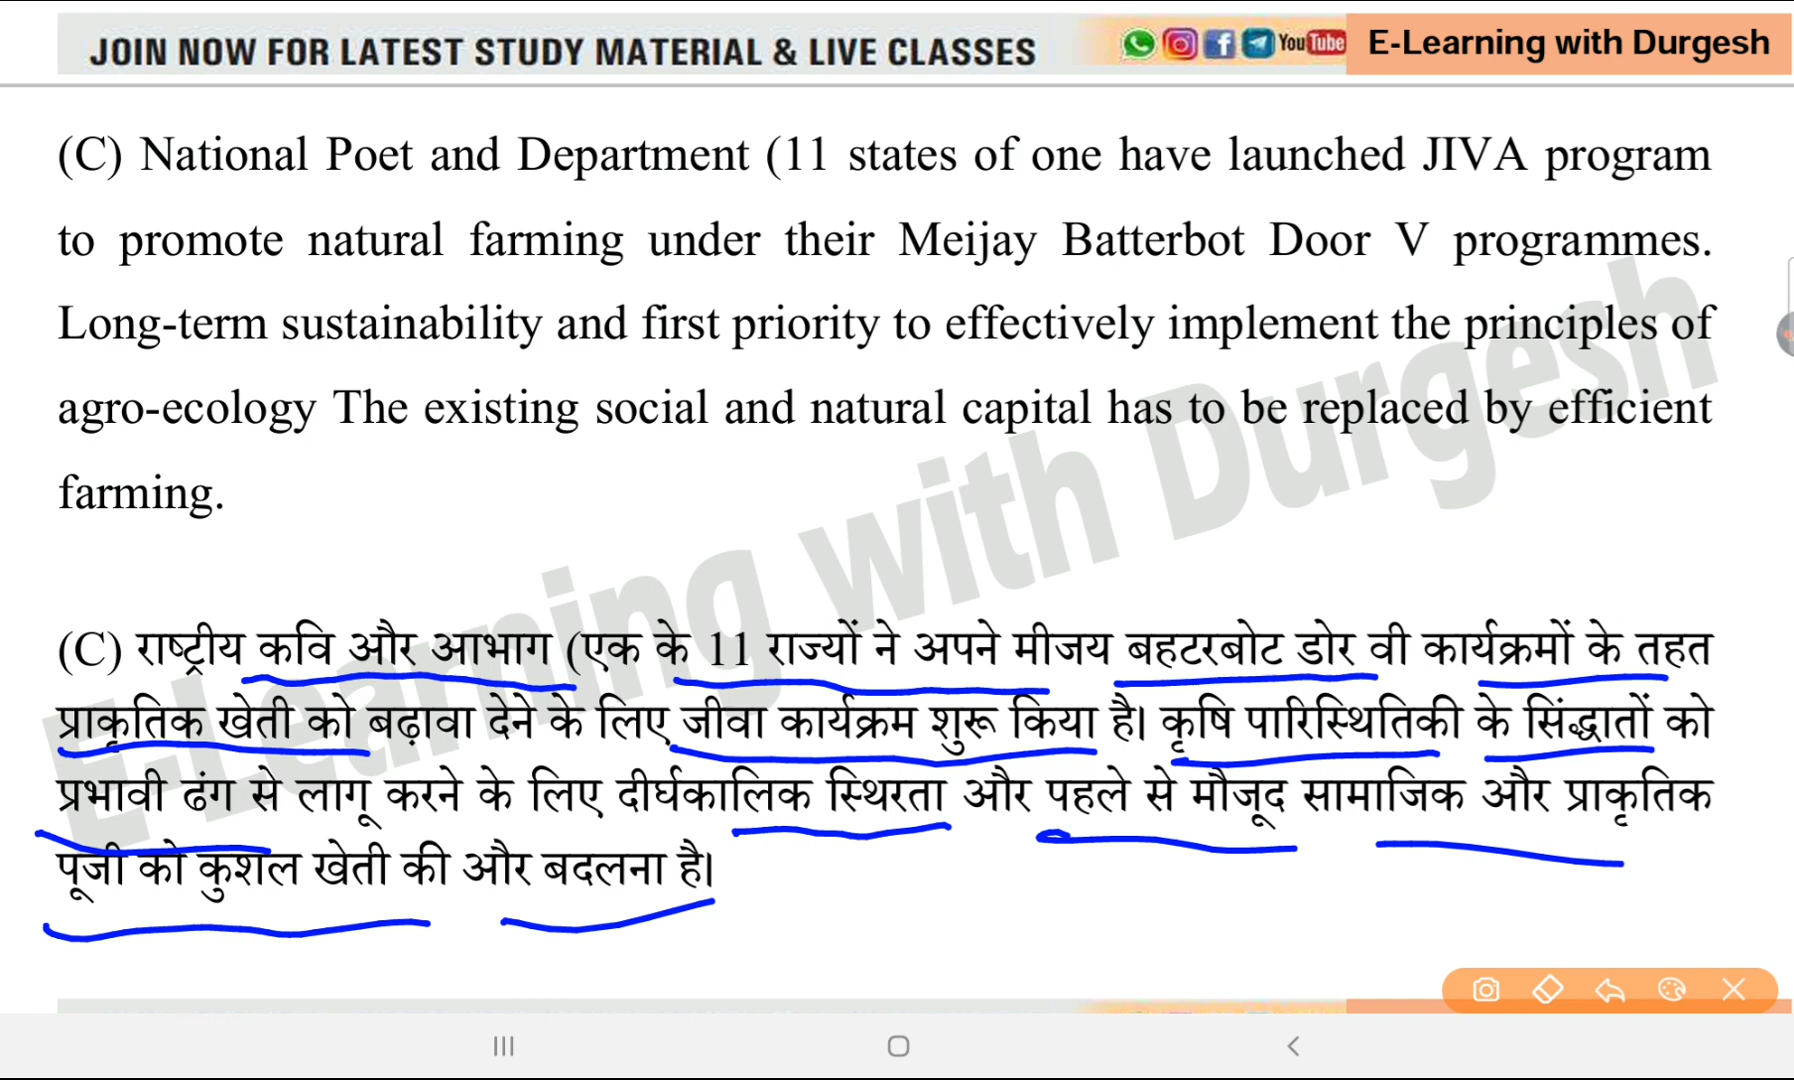 JOIN NOW FOR LATEST STUDY MATERIAL & LIVE CLASSES YouTube E-Learning with Durgesh
(C) National Poet and Department (11 states of one have launched JIVA program
to promote natural farming under their Meijay Batterbot Door V programmes.
Long-term sustainability and first priority to effectively implement the principles of
agro-ecology The existing social and natural capital has to be replaced by efficient
farming.
E-Learning with Durgesh
(C) राष्ट्रीय कवि और आभाग (एक के 11 राज्यों ने अपने मीजय बहटरबोट डोर वी कार्यक्रमों के तहत
प्राकृतिक खेती को बढ़ावा देने के लिए जीवा कार्यक्रम शुरू किया है। कृषि पारिस्थितिकी के सिंद्धातों को
प्रभावी ढंग से लागू करने के लिए दीर्घकालिक स्थिरता और पहले से मौजूद सामाजिक और प्राकृतिक
पूजी को कुशल खेती की और बदलना है।